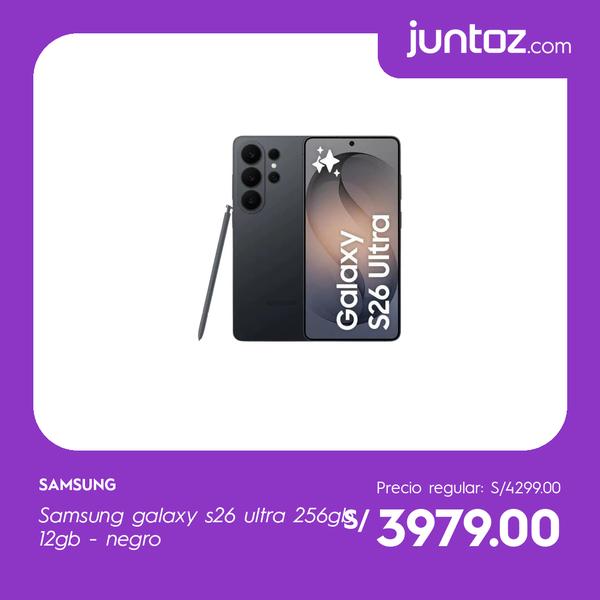 juntoz.com
Galaxy
S26 Ultra
SAMSUNG
Precio regular: S/4299.00
Samsung galaxy s26 ultra 256gb,
12gb - negro
S/ 3979.00